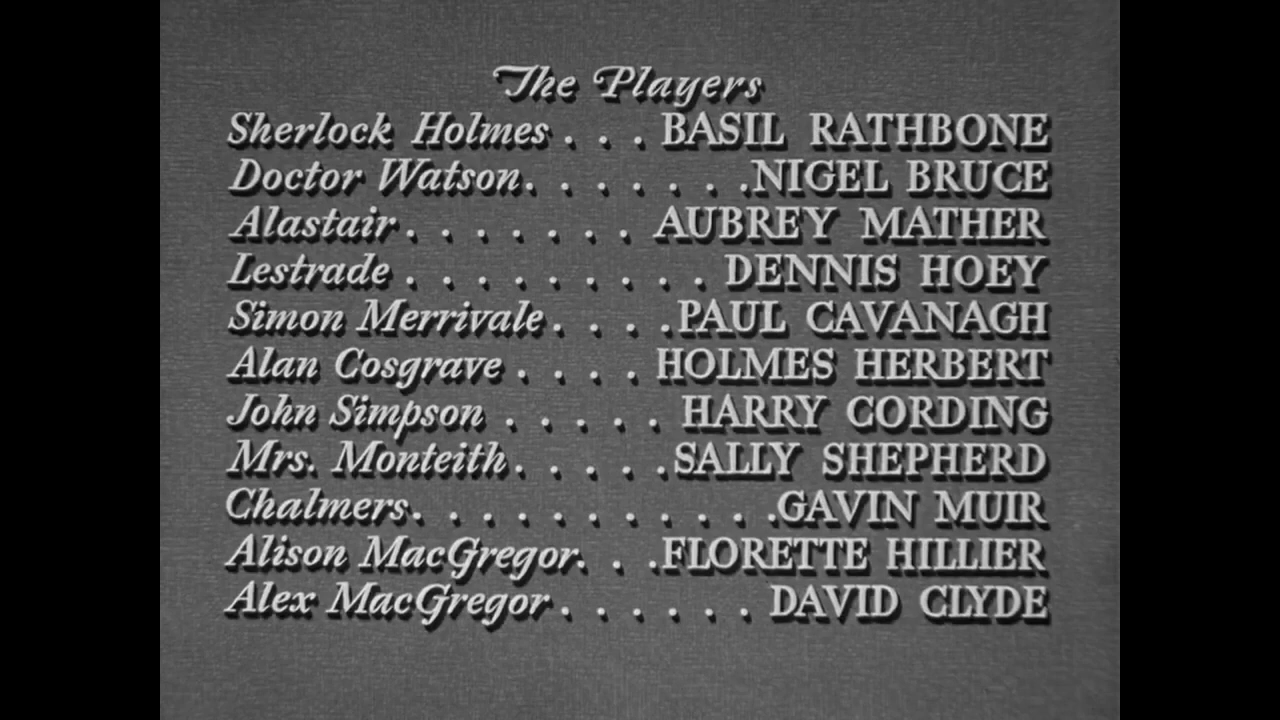 The Players
Sherlock Holmes . . . BASIL RATHBONE
Doctor Watson. . . . . . .NIGEL BRUCE
Alastair . . . . . . . AUBREY MATHER
Lestrade . . . . . . . . . DENNIS HOEY
Simon Merrivale. . . .PAUL CAVANAGH
Alan Cosgrave . . . . HOLMES HERBERT
John Simpson . . . . . HARRY CORDING
Mrs. Monteith. . . . .SALLY SHEPHERD
Chalmers. . . . . . . . . . .GAVIN MUIR
Alison MacGregor. . .FLORETTE HILLIER
Alex MacGregor . . . . . . DAVID CLYDE